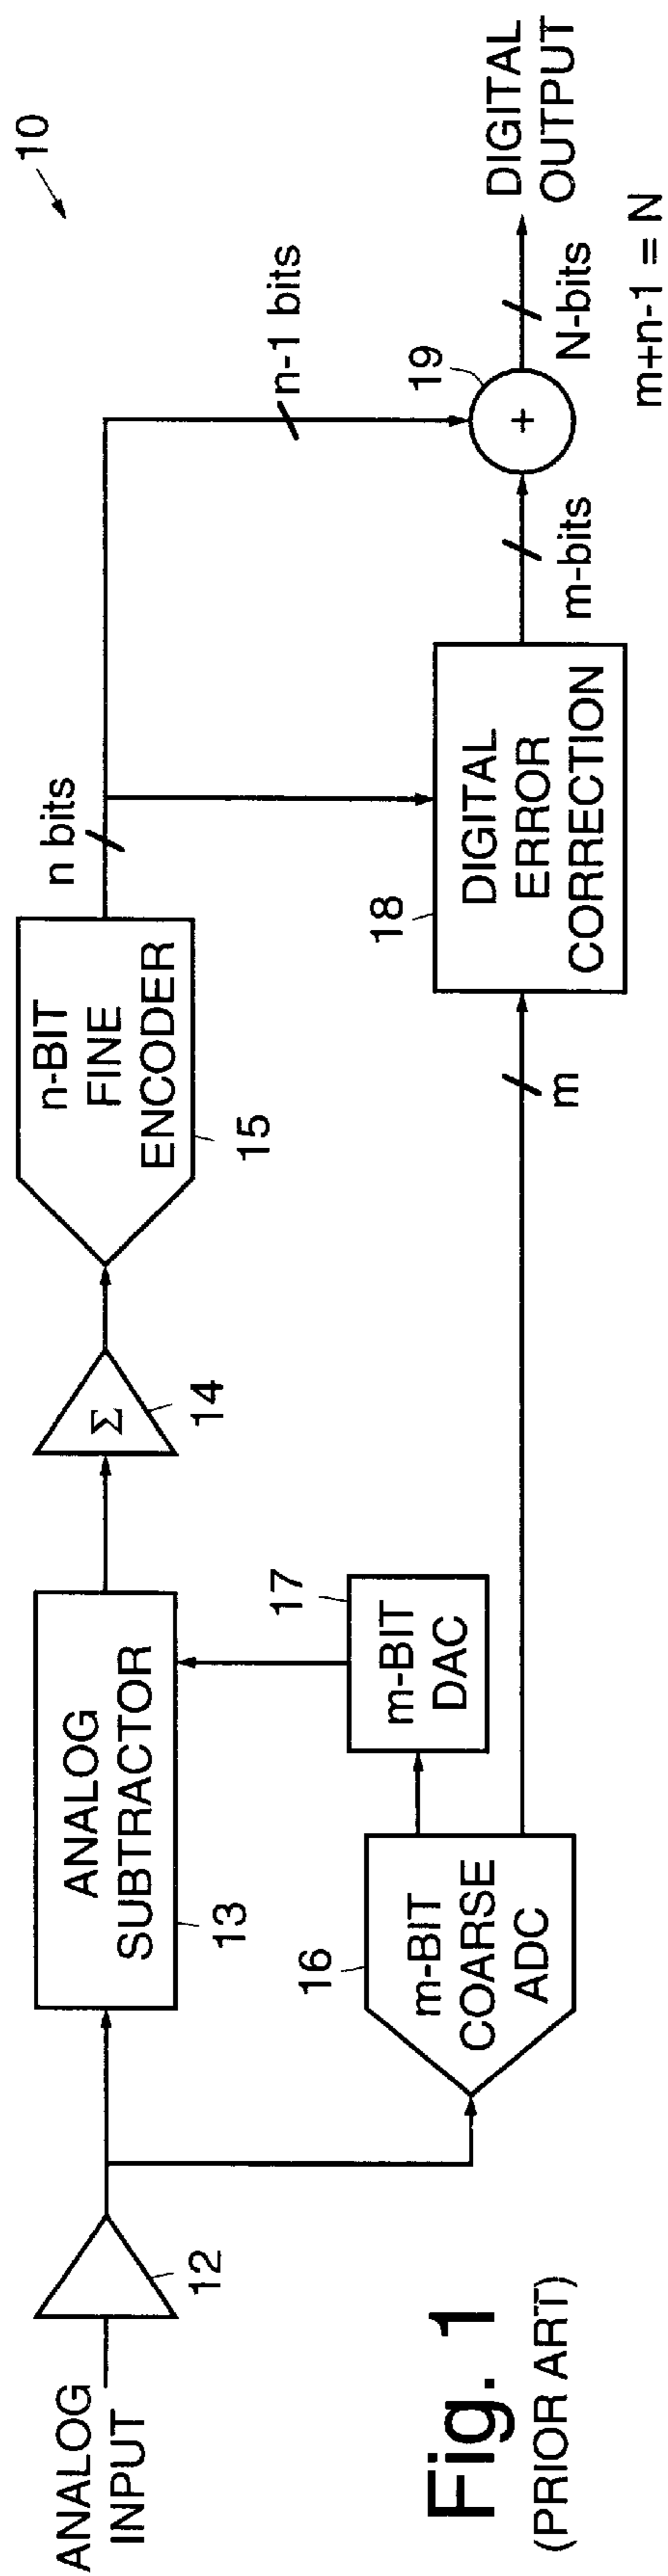 10
ANALOG
INPUT
12
ANALOG
SUBTRACTOR
13
Σ
14
n-BIT
FINE
ENCODER
15
n bits
n-1 bits
m-BIT
COARSE
ADC
16
m-BIT
DAC
17
m
DIGITAL
ERROR
CORRECTION
18
m-bits
+
19
N-bits
DIGITAL
OUTPUT
m+n-1 = N
Fig. 1
(PRIOR ART)